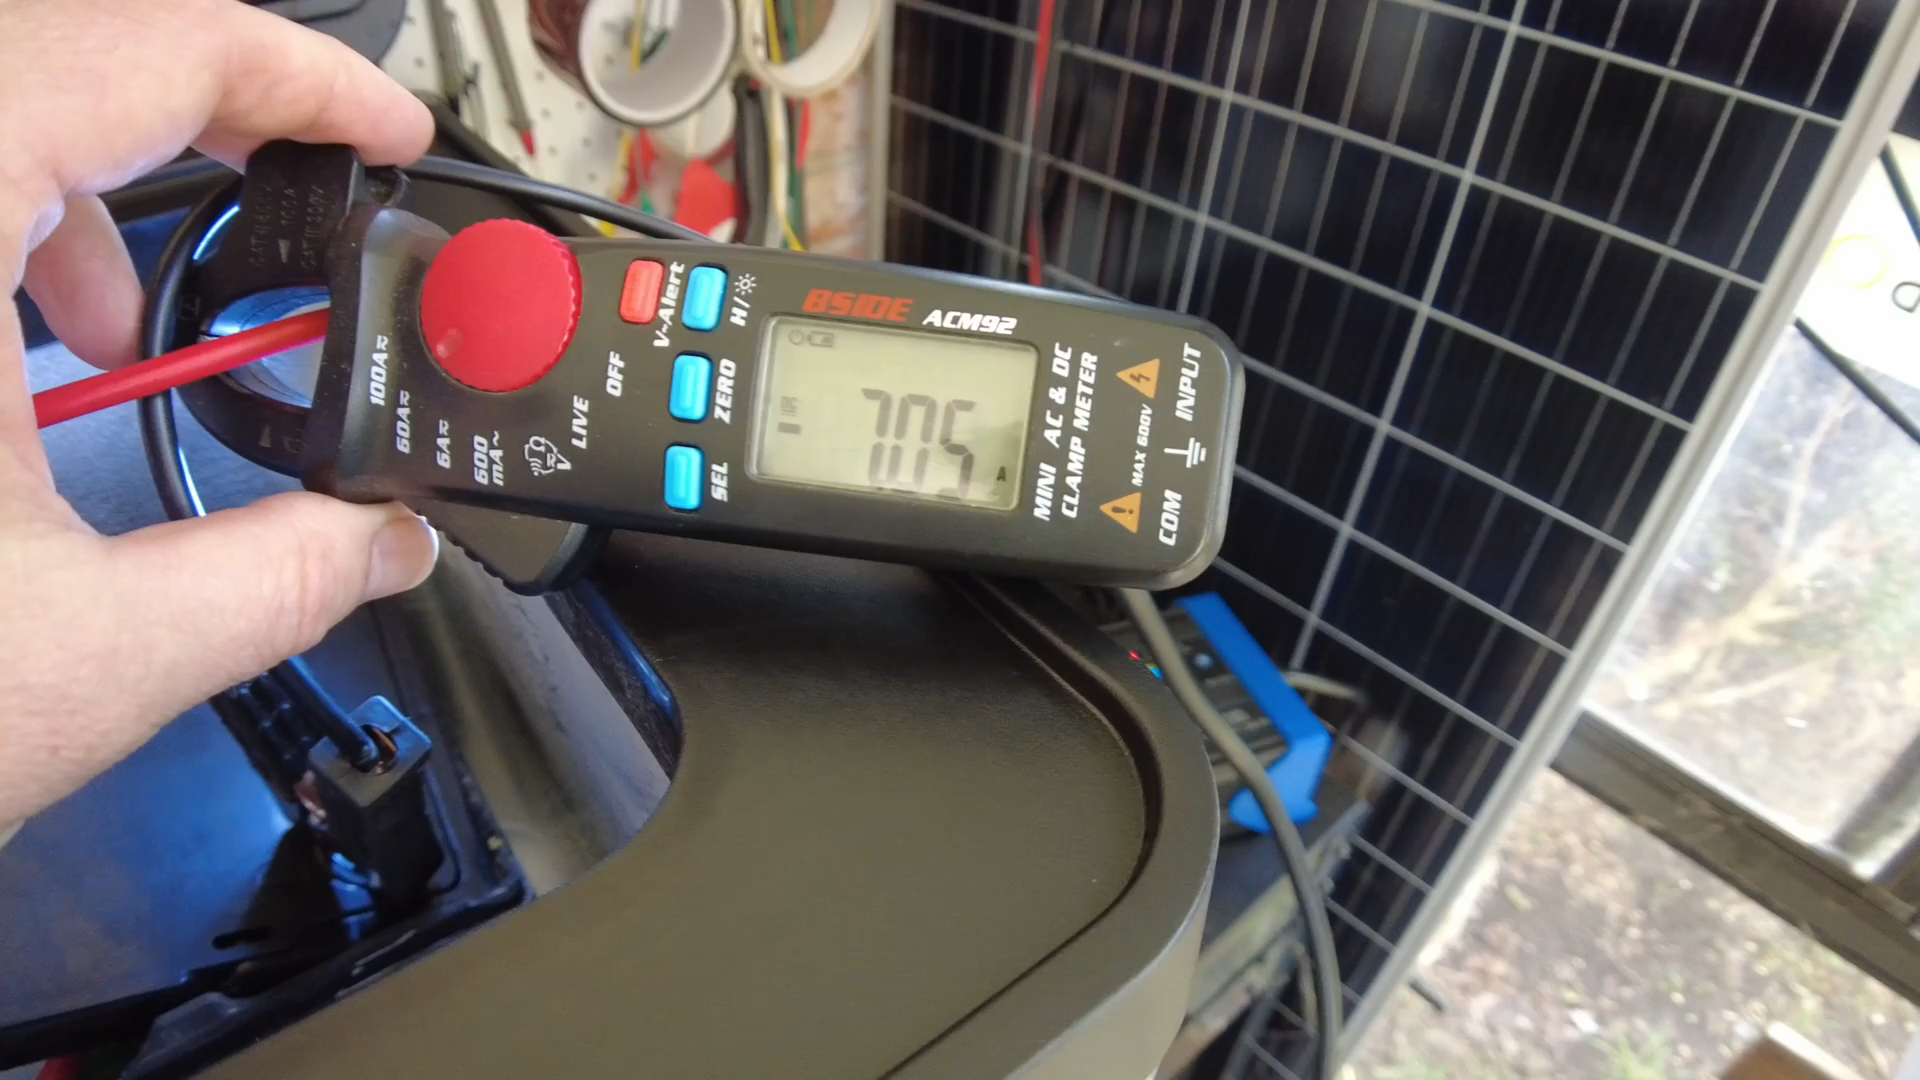 BSIDE ACM92
H/
V-Alert
ZERO
OFF
SEL
LIVE
V
100A
60A
6A
600
mA~
7.05
A
MINI AC & DC
CLAMP METER
MAX 600V
INPUT
COM
100A